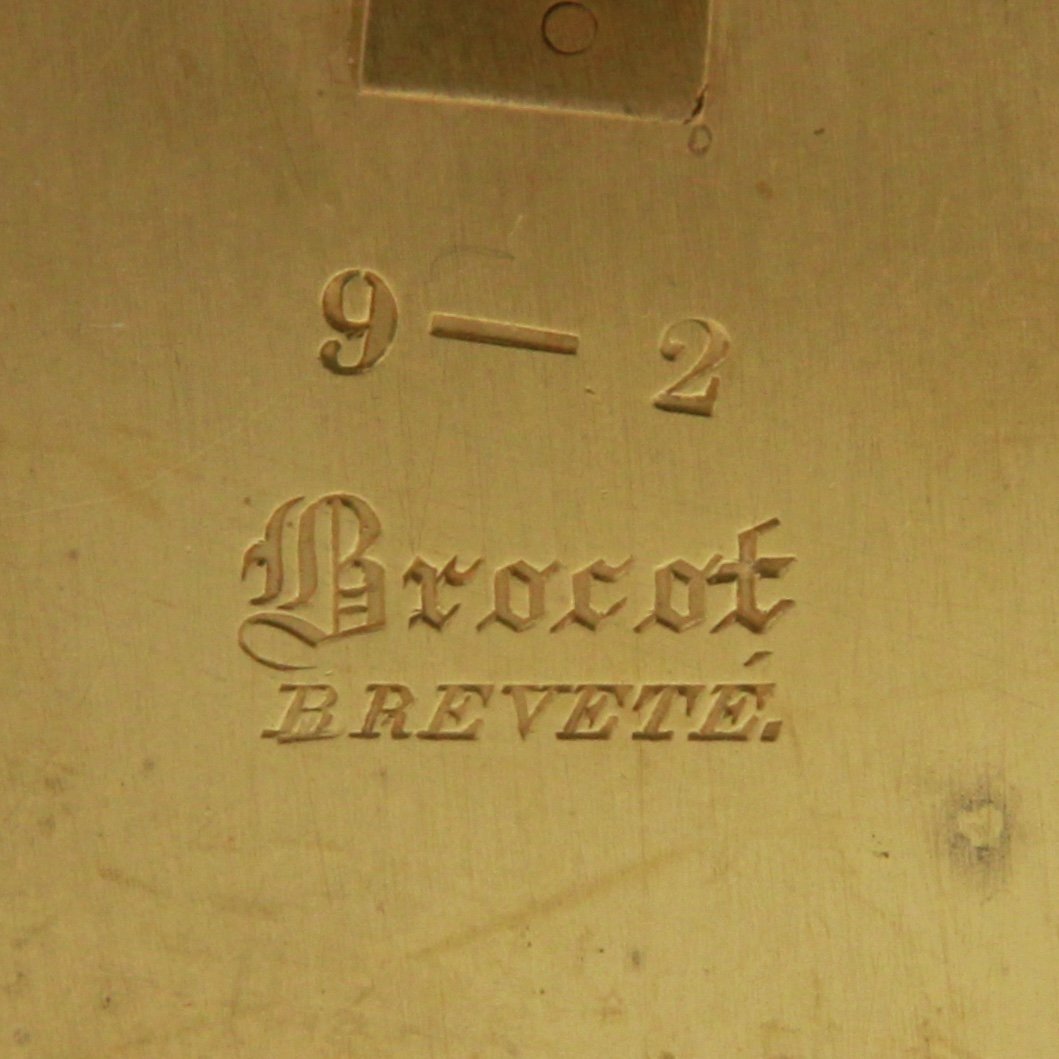 9 — 2
Brocot
BREVETÉ.